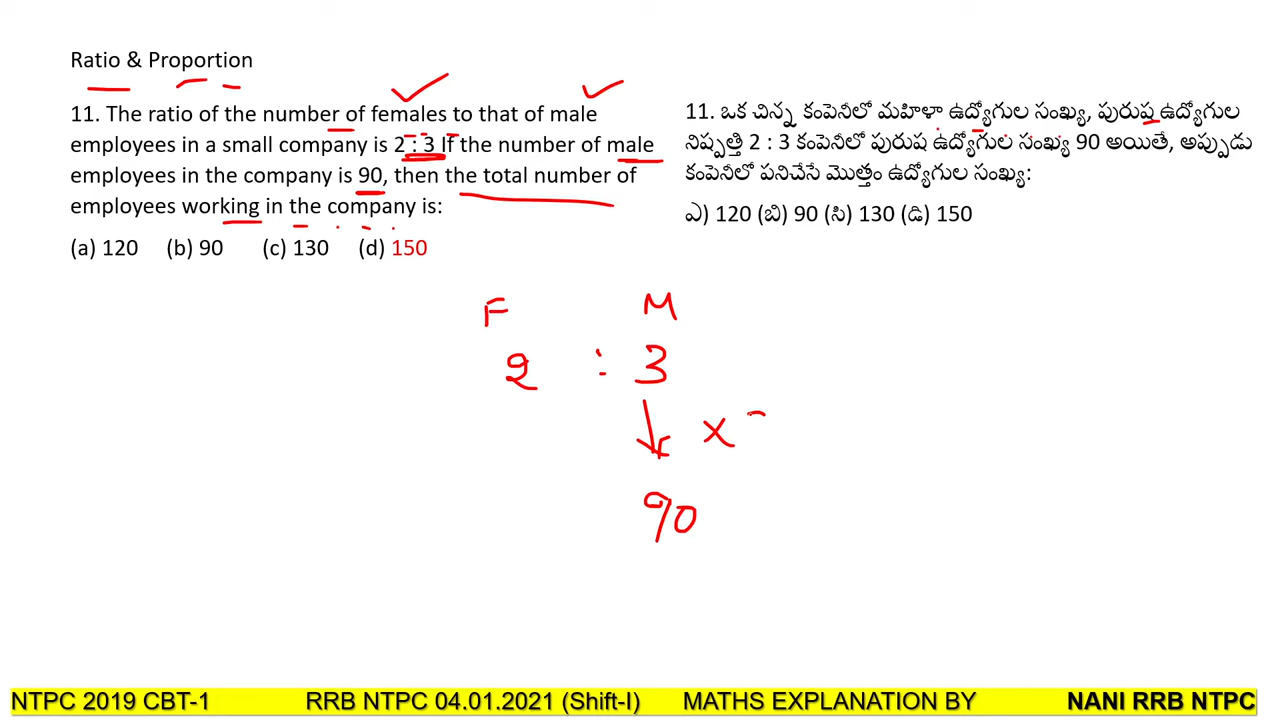 Ratio & Proportion
11. The ratio of the number of females to that of male
employees in a small company is 2 : 3 If the number of male
employees in the company is 90, then the total number of
employees working in the company is:
(a) 120 (b) 90 (c) 130 (d) 150
11. ఒక చిన్న కంపెనీలో మహిళా ఉద్యోగుల సంఖ్య, పురుష ఉద్యోగుల
నిష్పత్తి 2 : 3 కంపెనీలో పురుష ఉద్యోగుల సంఖ్య 90 అయితే, అప్పుడు
కంపెనీలో పనిచేసే మొత్తం ఉద్యోగుల సంఖ్య:
ఎ) 120 (బి) 90 (సి) 130 (డి) 150
F M
2 : 3
x
90
NTPC 2019 CBT-1 RRB NTPC 04.01.2021 (Shift-I) MATHS EXPLANATION BY NANI RRB NTPC